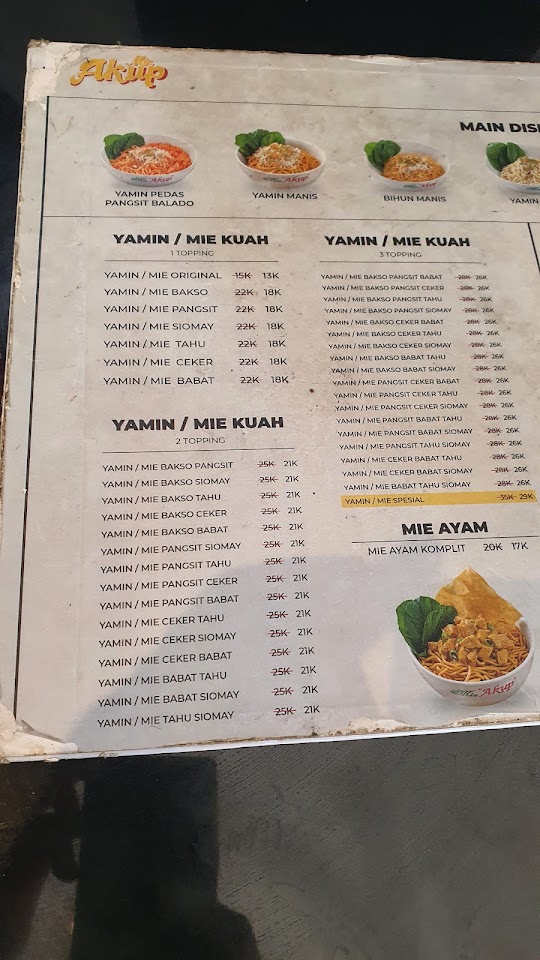 Mie Akup
MAIN DIS
YAMIN PEDAS
PANGSIT BALADO
YAMIN MANIS
BIHUN MANIS
YAMIN
YAMIN / MIE KUAH
1 TOPPING
YAMIN / MIE ORIGINAL 15K 13K
YAMIN / MIE BAKSO 22K 18K
YAMIN / MIE PANGSIT 22K 18K
YAMIN / MIE SIOMAY 22K 18K
YAMIN / MIE TAHU 22K 18K
YAMIN / MIE CEKER 22K 18K
YAMIN / MIE BABAT 22K 18K
YAMIN / MIE KUAH
2 TOPPING
YAMIN / MIE BAKSO PANGSIT 25K 21K
YAMIN / MIE BAKSO SIOMAY 25K 21K
YAMIN / MIE BAKSO TAHU 25K 21K
YAMIN / MIE BAKSO CEKER 25K 21K
YAMIN / MIE BAKSO BABAT 25K 21K
YAMIN / MIE PANGSIT SIOMAY 25K 21K
YAMIN / MIE PANGSIT TAHU 25K 21K
YAMIN / MIE PANGSIT CEKER 25K 21K
YAMIN / MIE PANGSIT BABAT 25K 21K
YAMIN / MIE CEKER TAHU 25K 21K
YAMIN / MIE CEKER SIOMAY 25K 21K
YAMIN / MIE CEKER BABAT 25K 21K
YAMIN / MIE BABAT TAHU 25K 21K
YAMIN / MIE BABAT SIOMAY 25K 21K
YAMIN / MIE TAHU SIOMAY 25K 21K
YAMIN / MIE KUAH
3 TOPPING
YAMIN / MIE BAKSO PANGSIT BABAT 28K 26K
YAMIN / MIE BAKSO PANGSIT CEKER 28K 26K
YAMIN / MIE BAKSO PANGSIT TAHU 28K 26K
YAMIN / MIE BAKSO PANGSIT SIOMAY 28K 26K
YAMIN / MIE BAKSO CEKER BABAT 28K 26K
YAMIN / MIE BAKSO CEKER TAHU 28K 26K
YAMIN / MIE BAKSO CEKER SIOMAY 28K 26K
YAMIN / MIE BAKSO BABAT TAHU 28K 26K
YAMIN / MIE BAKSO BABAT SIOMAY 28K 26K
YAMIN / MIE PANGSIT CEKER BABAT 28K 26K
YAMIN / MIE PANGSIT CEKER TAHU 28K 26K
YAMIN / MIE PANGSIT CEKER SIOMAY 28K 26K
YAMIN / MIE PANGSIT BABAT TAHU 28K 26K
YAMIN / MIE PANGSIT BABAT SIOMAY 28K 26K
YAMIN / MIE PANGSIT TAHU SIOMAY 28K 26K
YAMIN / MIE CEKER BABAT TAHU 28K 26K
YAMIN / MIE CEKER BABAT SIOMAY 28K 26K
YAMIN / MIE BABAT TAHU SIOMAY 28K 26K
YAMIN / MIE SPESIAL 35K 29K
MIE AYAM
MIE AYAM KOMPLIT 20K 17K
Mie "Akup"